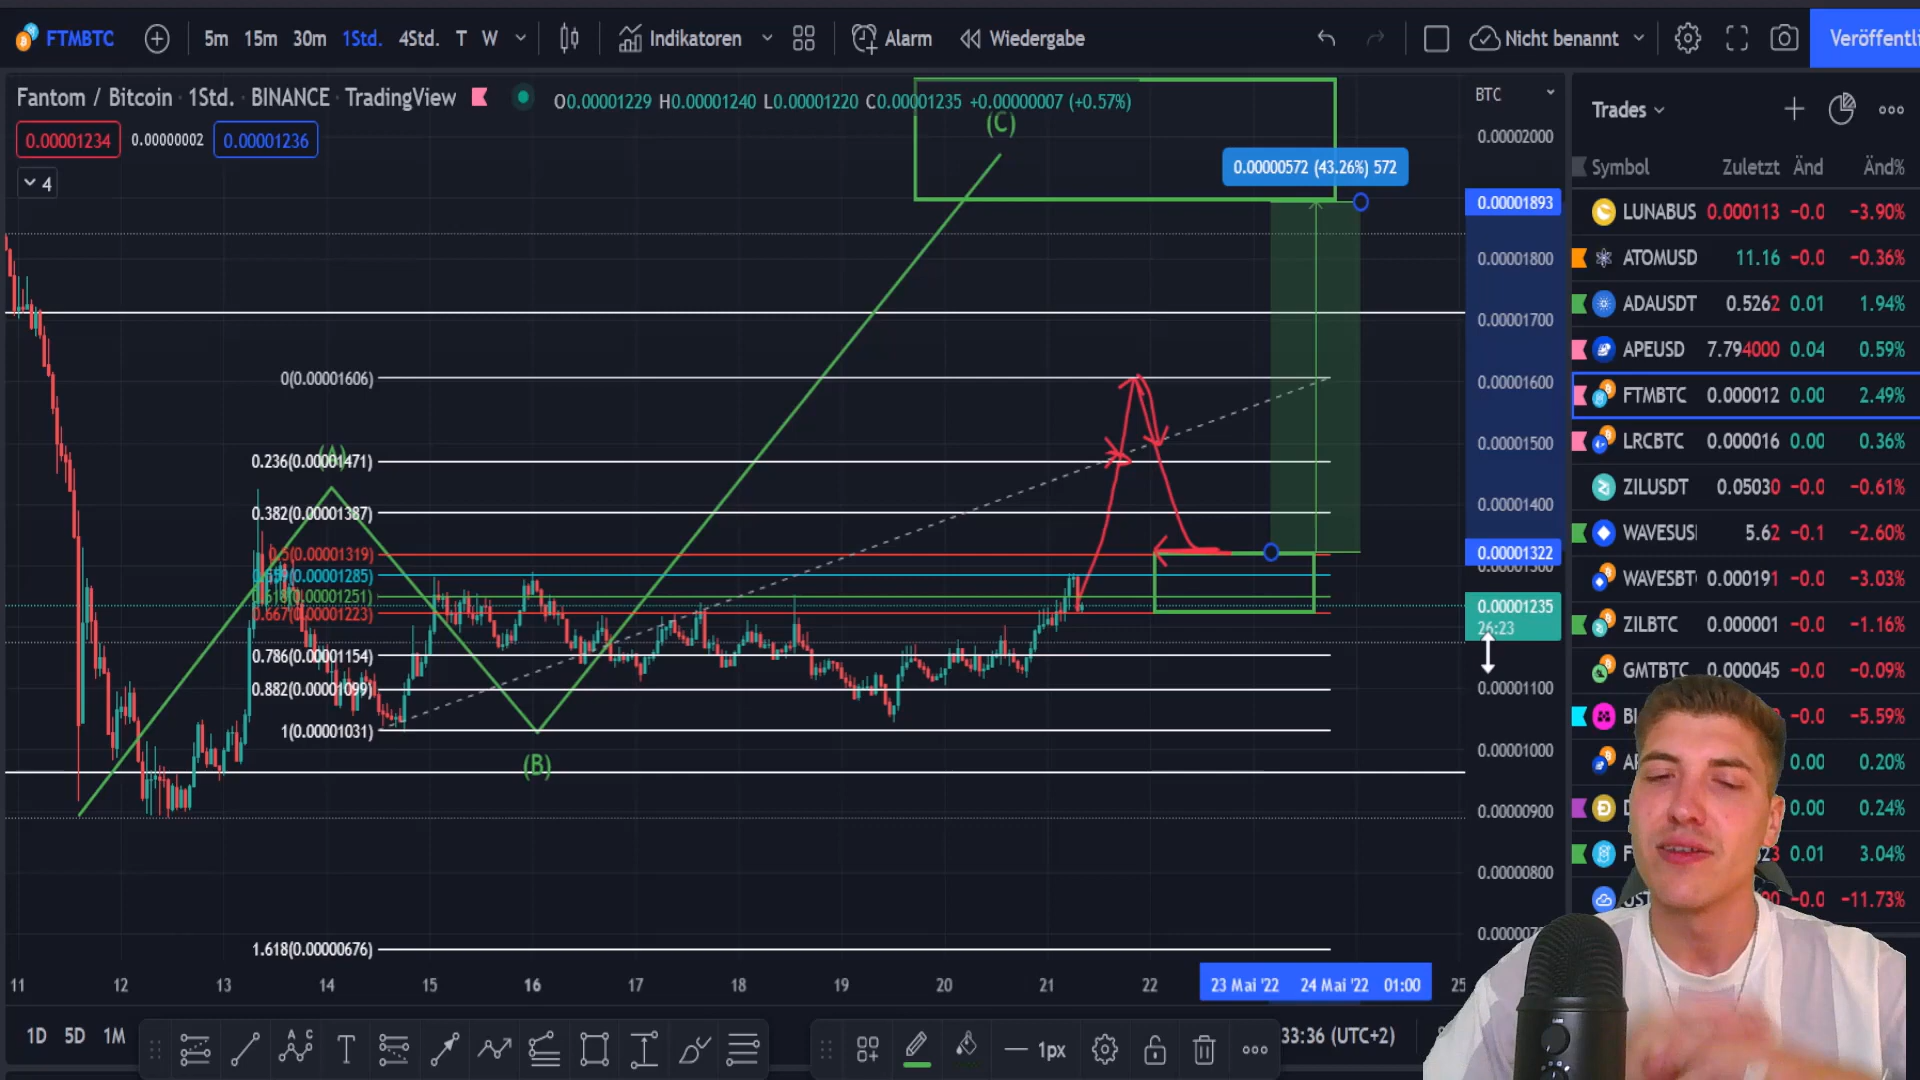 FTMBTC 5m 15m 30m 1Std. 4Std. T W Indikatoren Alarm Wiedergabe Nicht benannt Veröffentli
Fantom / Bitcoin · 1Std. · BINANCE · TradingView O0.00001229 H0.00001240 L0.00001220 C0.00001235 +0.00000007 (+0.57%)
0.00001234 0.00000002 0.00001236
4
(C)
0.00000572 (43.26%) 572
0(0.00001606)
(A)
0.236(0.00001471)
0.382(0.00001387)
0.5(0.00001319)
0.618(0.00001251)
0.667(0.00001223)
0.786(0.00001154)
0.882(0.00001099)
1(0.00001031)
(B)
1.618(0.00000676)
BTC
0.00002000
0.00001893
0.00001800
0.00001700
0.00001600
0.00001500
0.00001400
0.00001322
0.00001300
0.00001235
26:23
0.00001100
0.00001000
0.00000900
0.00000800
11 12 13 14 15 16 17 18 19 20 21 22 23 Mai '22 24 Mai '22 01:00 25
1D 5D 1M T 1px 33:36 (UTC+2)
A C
Trades
Symbol Zuletzt Änd Änd%
LUNABUS 0.000113 −0.0 −3.90%
ATOMUSD 11.16 −0.0 −0.36%
ADAUSDT 0.5262 0.01 1.94%
APEUSD 7.794000 0.04 0.59%
FTMBTC 0.000012 0.00 2.49%
LRCBTC 0.000016 0.00 0.36%
ZILUSDT 0.05030 −0.0 −0.61%
WAVESUS 5.62 −0.1 −2.60%
WAVESBT 0.000191 −0.0 −3.03%
ZILBTC 0.000001 −0.0 −1.16%
GMTBTC 0.000045 −0.0 −0.09%
−0.0 −5.59%
0.00 0.20%
0.00 0.24%
0.01 3.04%
−0.0 −11.73%